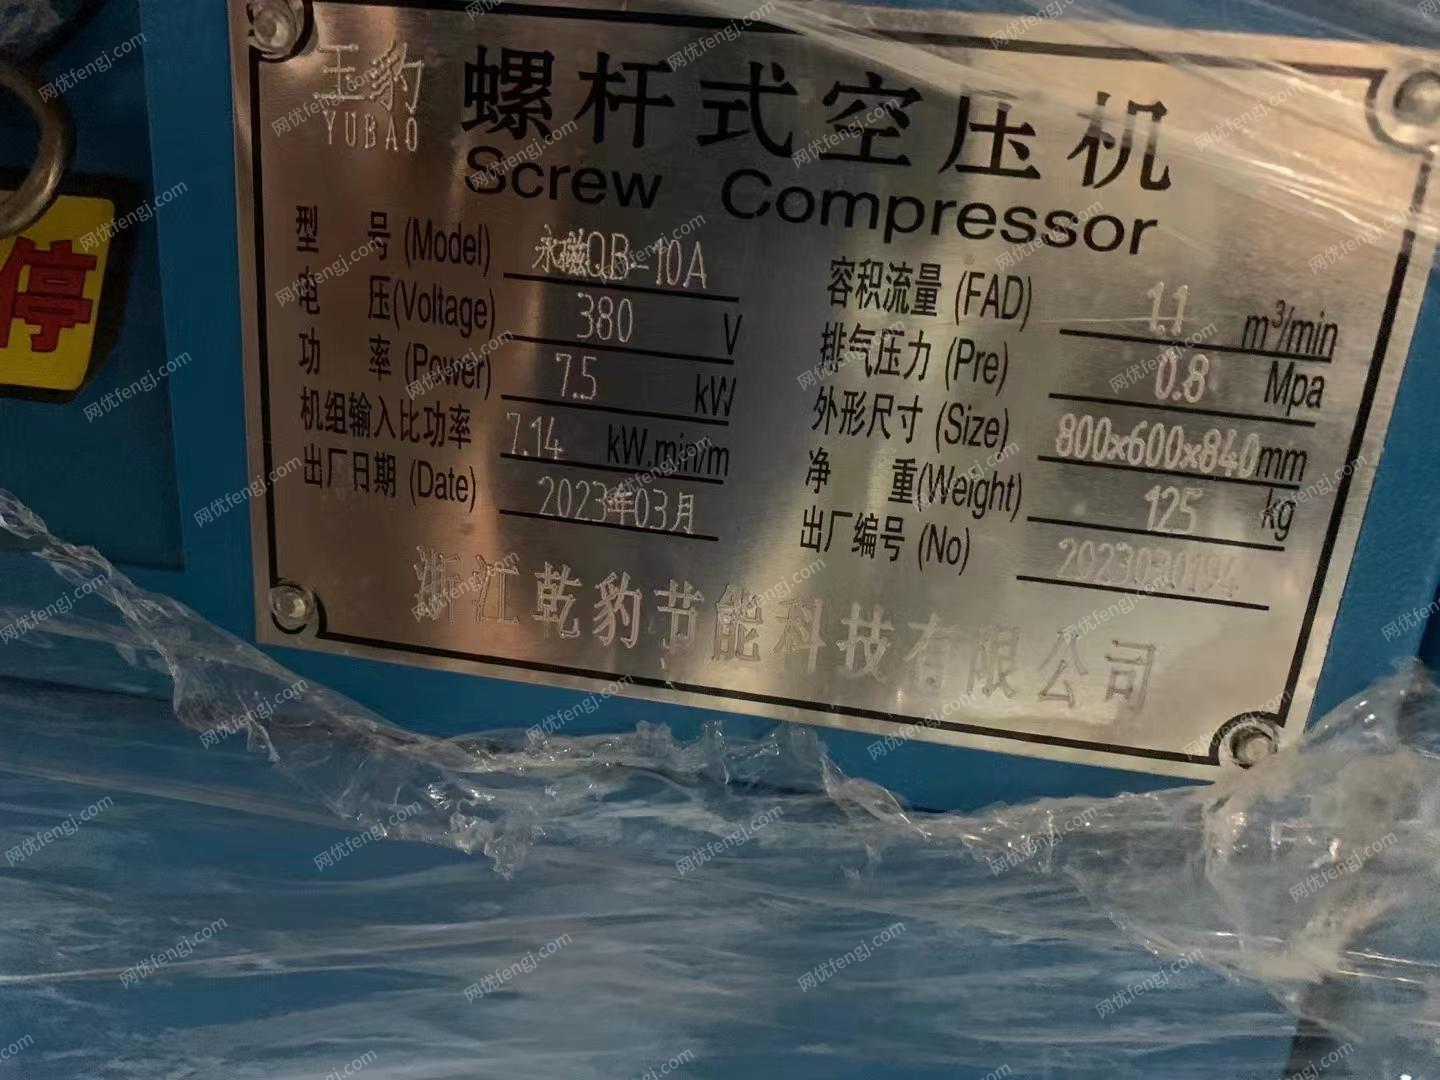 玉豹
YUBAO
螺杆式空压机
Screw Compressor
型 号 (Model) 永磁QB-10A
电 压(Voltage) 380 V
功 率 (Power) 7.5 kW
机组输入比功率 7.14 kW.min/m
出厂日期 (Date) 2023年03月
容积流量 (FAD) 1.1 m³/min
排气压力 (Pre) 0.8 Mpa
外形尺寸 (Size) 800x600x840mm
净 重(Weight) 125 kg
出厂编号 (No) 2023030194
浙江乾豹节能科技有限公司
停
网优fengj.com